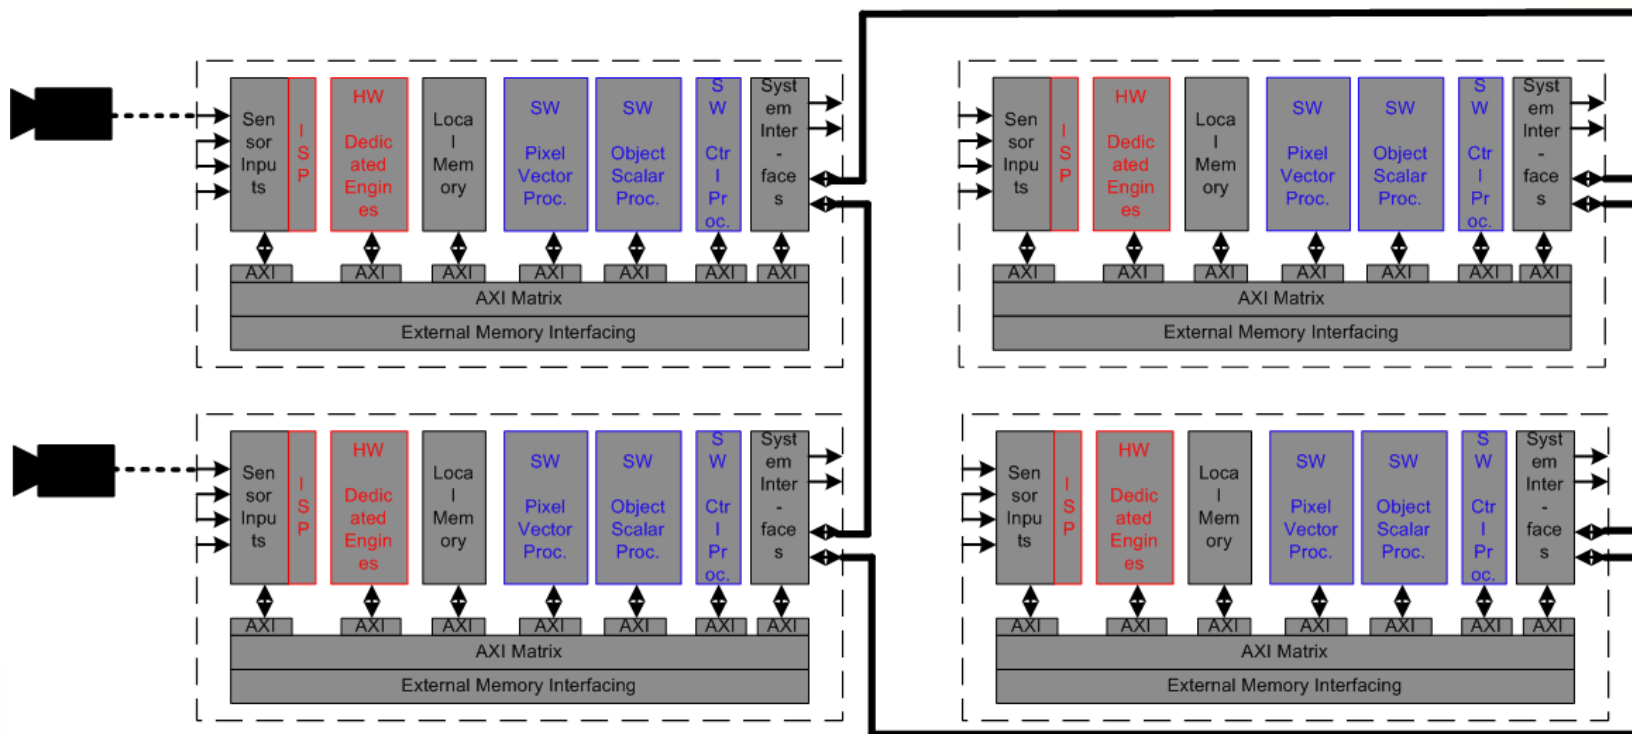 Sen
sor
Inpu
ts
I
S
P
HW
Dedic
ated
Engin
es
Loca
l
Mem
ory
SW
Pixel
Vector
Proc.
SW
Object
Scalar
Proc.
S
W
Ctr
l
Pr
oc.
Syst
em
Inter
-
face
s
AXI
AXI
AXI
AXI
AXI
AXI
AXI
AXI Matrix
External Memory Interfacing
Sen
sor
Inpu
ts
I
S
P
HW
Dedic
ated
Engin
es
Loca
l
Mem
ory
SW
Pixel
Vector
Proc.
SW
Object
Scalar
Proc.
S
W
Ctr
l
Pr
oc.
Syst
em
Inter
-
face
s
AXI
AXI
AXI
AXI
AXI
AXI
AXI
AXI Matrix
External Memory Interfacing
Sen
sor
Inpu
ts
I
S
P
HW
Dedic
ated
Engin
es
Loca
l
Mem
ory
SW
Pixel
Vector
Proc.
SW
Object
Scalar
Proc.
S
W
Ctr
l
Pr
oc.
Syst
em
Inter
-
face
s
AXI
AXI
AXI
AXI
AXI
AXI
AXI
AXI Matrix
External Memory Interfacing
Sen
sor
Inpu
ts
I
S
P
HW
Dedic
ated
Engin
es
Loca
l
Mem
ory
SW
Pixel
Vector
Proc.
SW
Object
Scalar
Proc.
S
W
Ctr
l
Pr
oc.
Syst
em
Inter
-
face
s
AXI
AXI
AXI
AXI
AXI
AXI
AXI
AXI Matrix
External Memory Interfacing